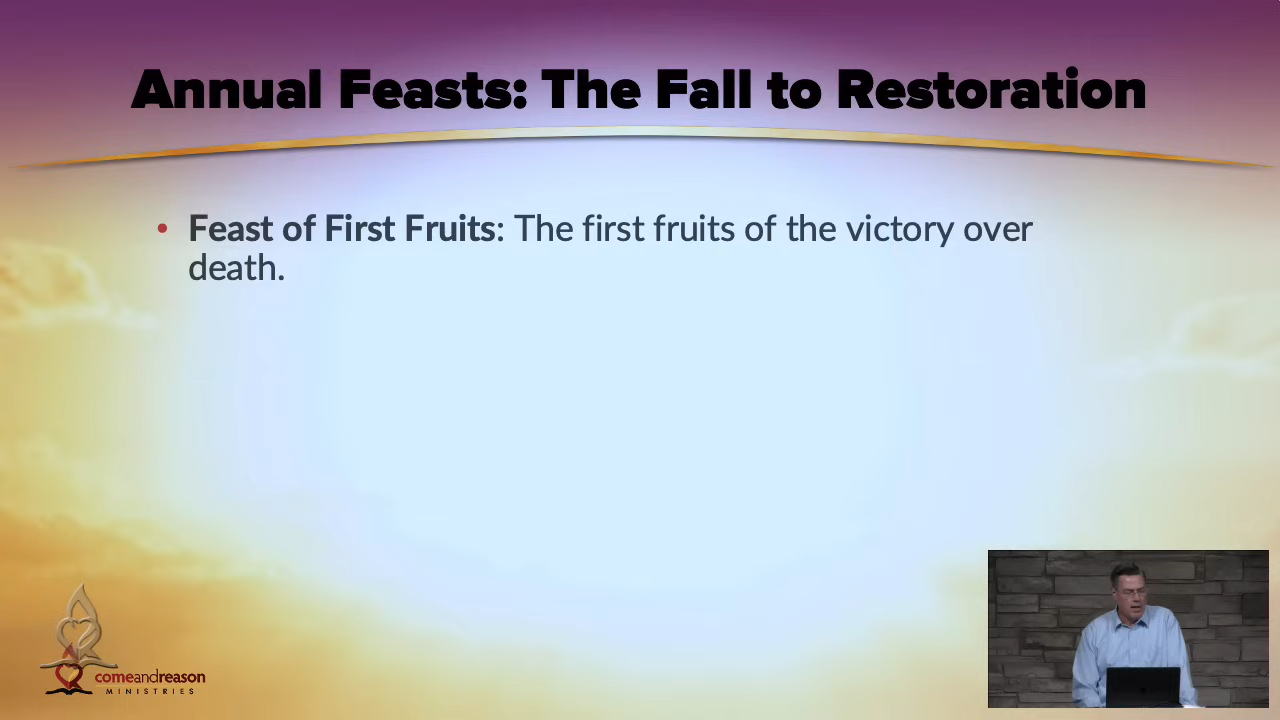 Annual Feasts: The Fall to Restoration
• Feast of First Fruits: The first fruits of the victory over
death.
comeandreason
MINISTRIES